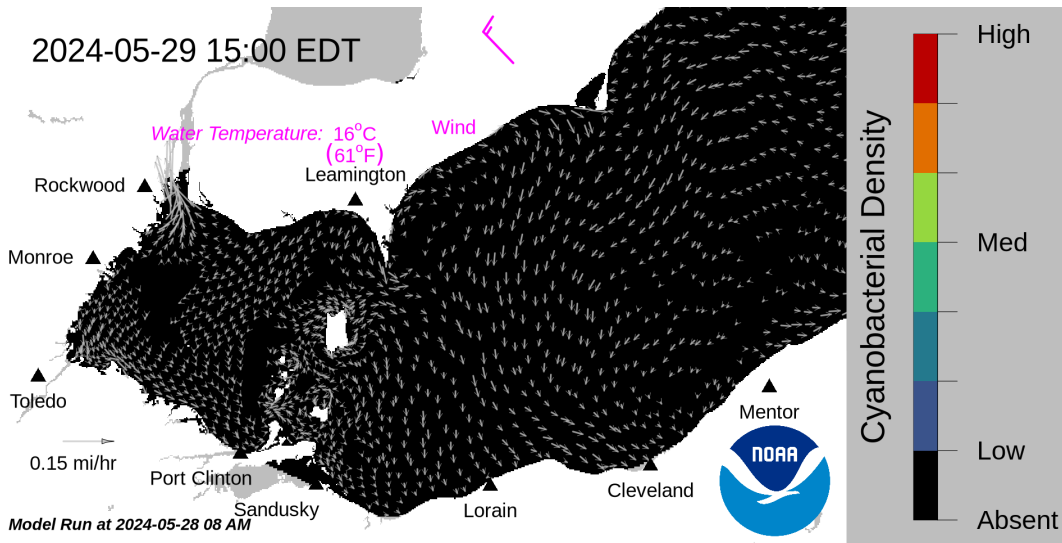 2024-05-29 15:00 EDT
Water Temperature: 16°C
(61°F)
Wind
Leamington
Rockwood
Monroe
Toledo
0.15 mi/hr
Port Clinton
Sandusky
Lorain
Cleveland
Mentor
NOAA
Model Run at 2024-05-28 08 AM
Cyanobacterial Density
High
Med
Low
Absent